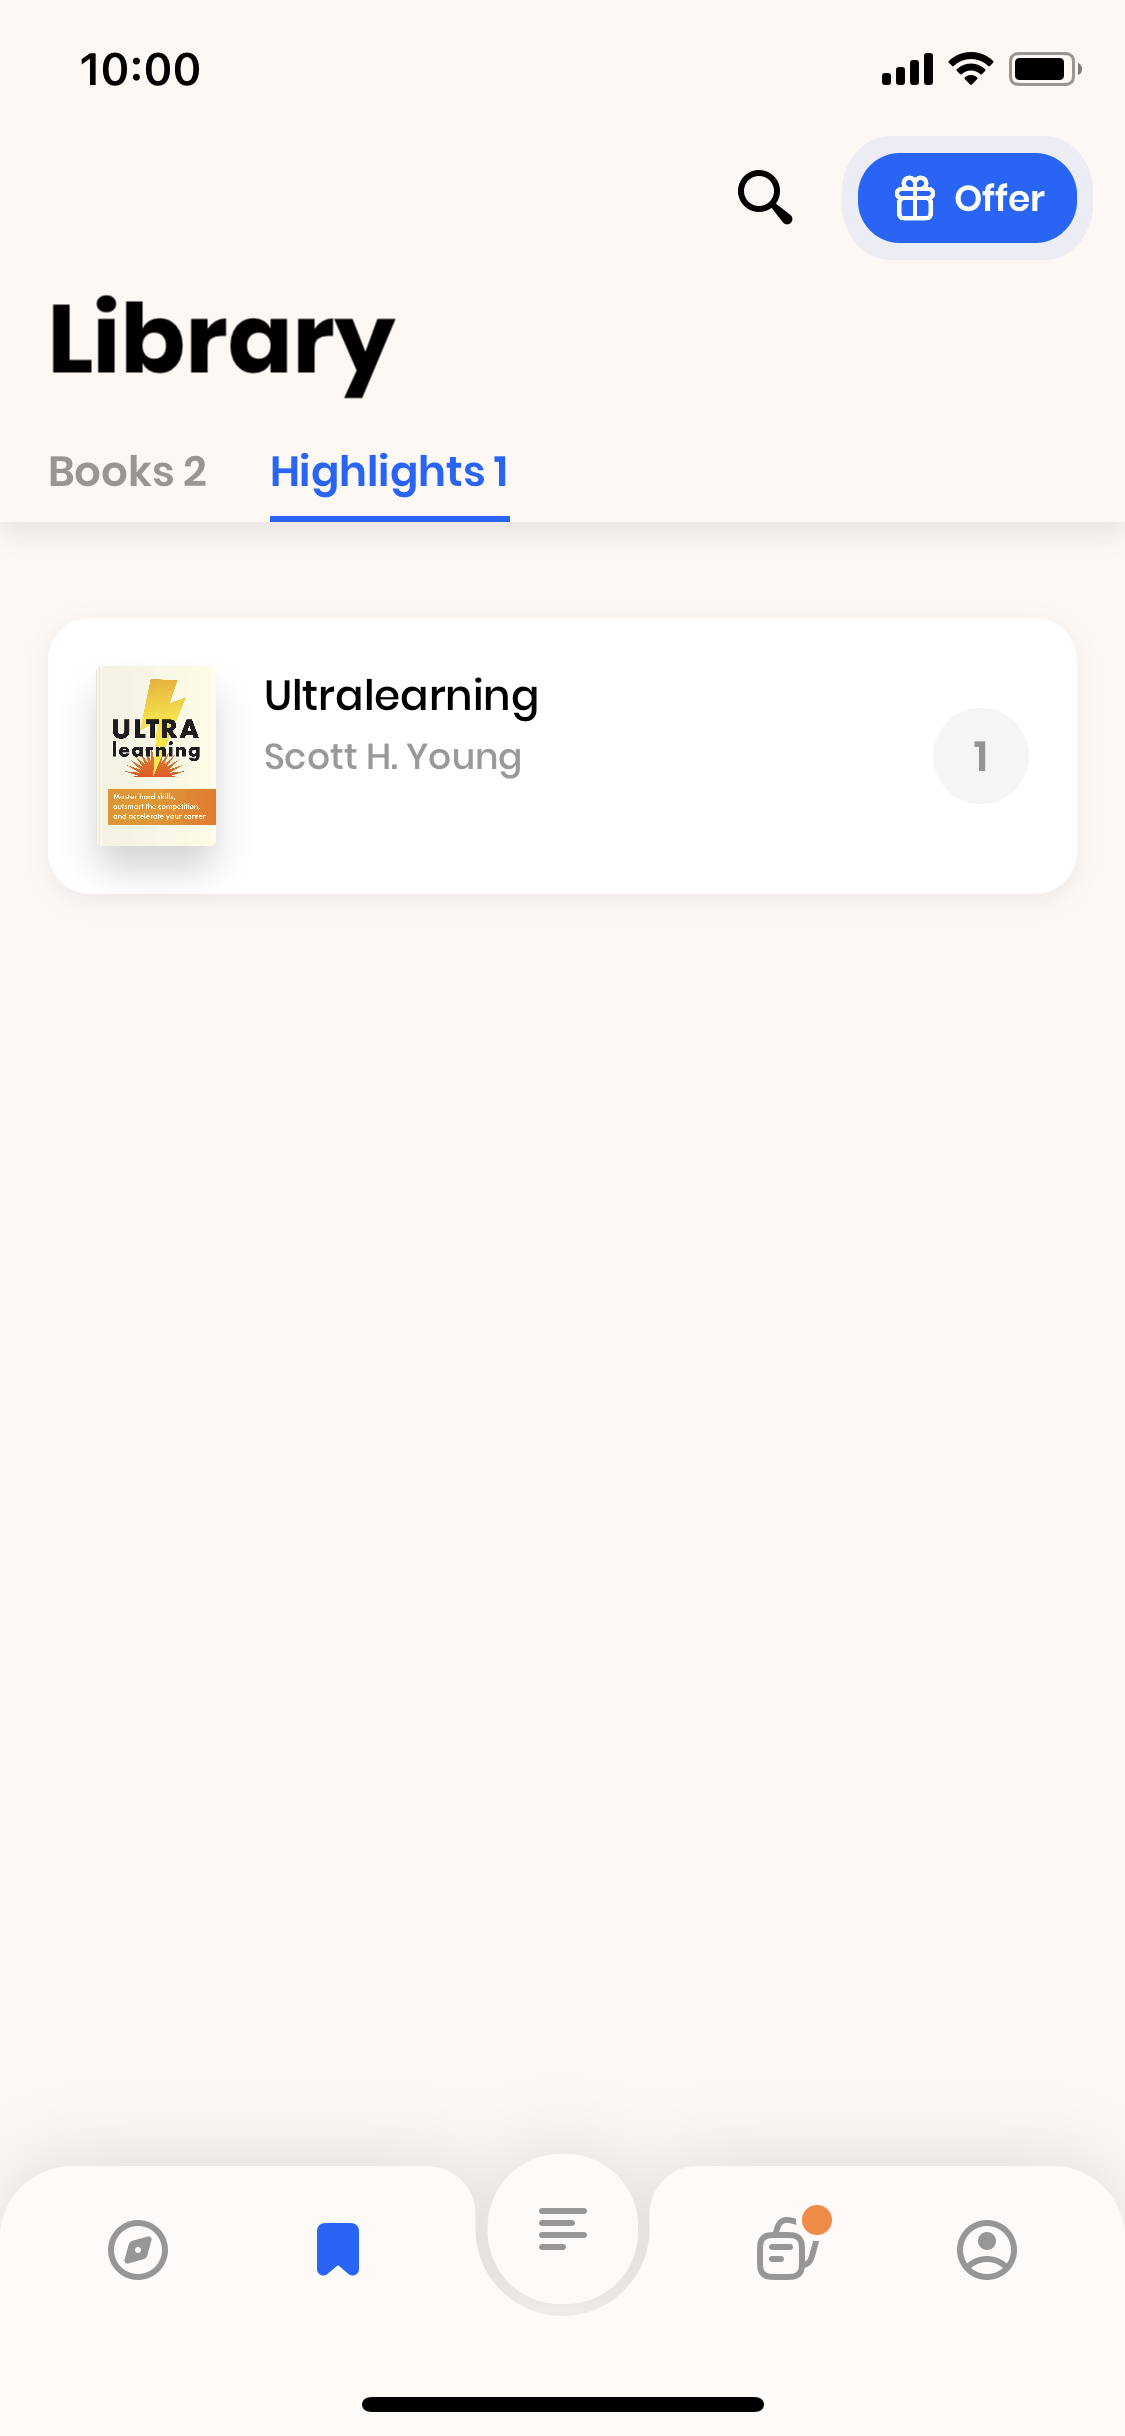 10:00
Offer
Library
Books 2
Highlights 1
ULTRA
learning
Master hard skills,
outsmart the competition,
and accelerate your career
Ultralearning
Scott H. Young
1